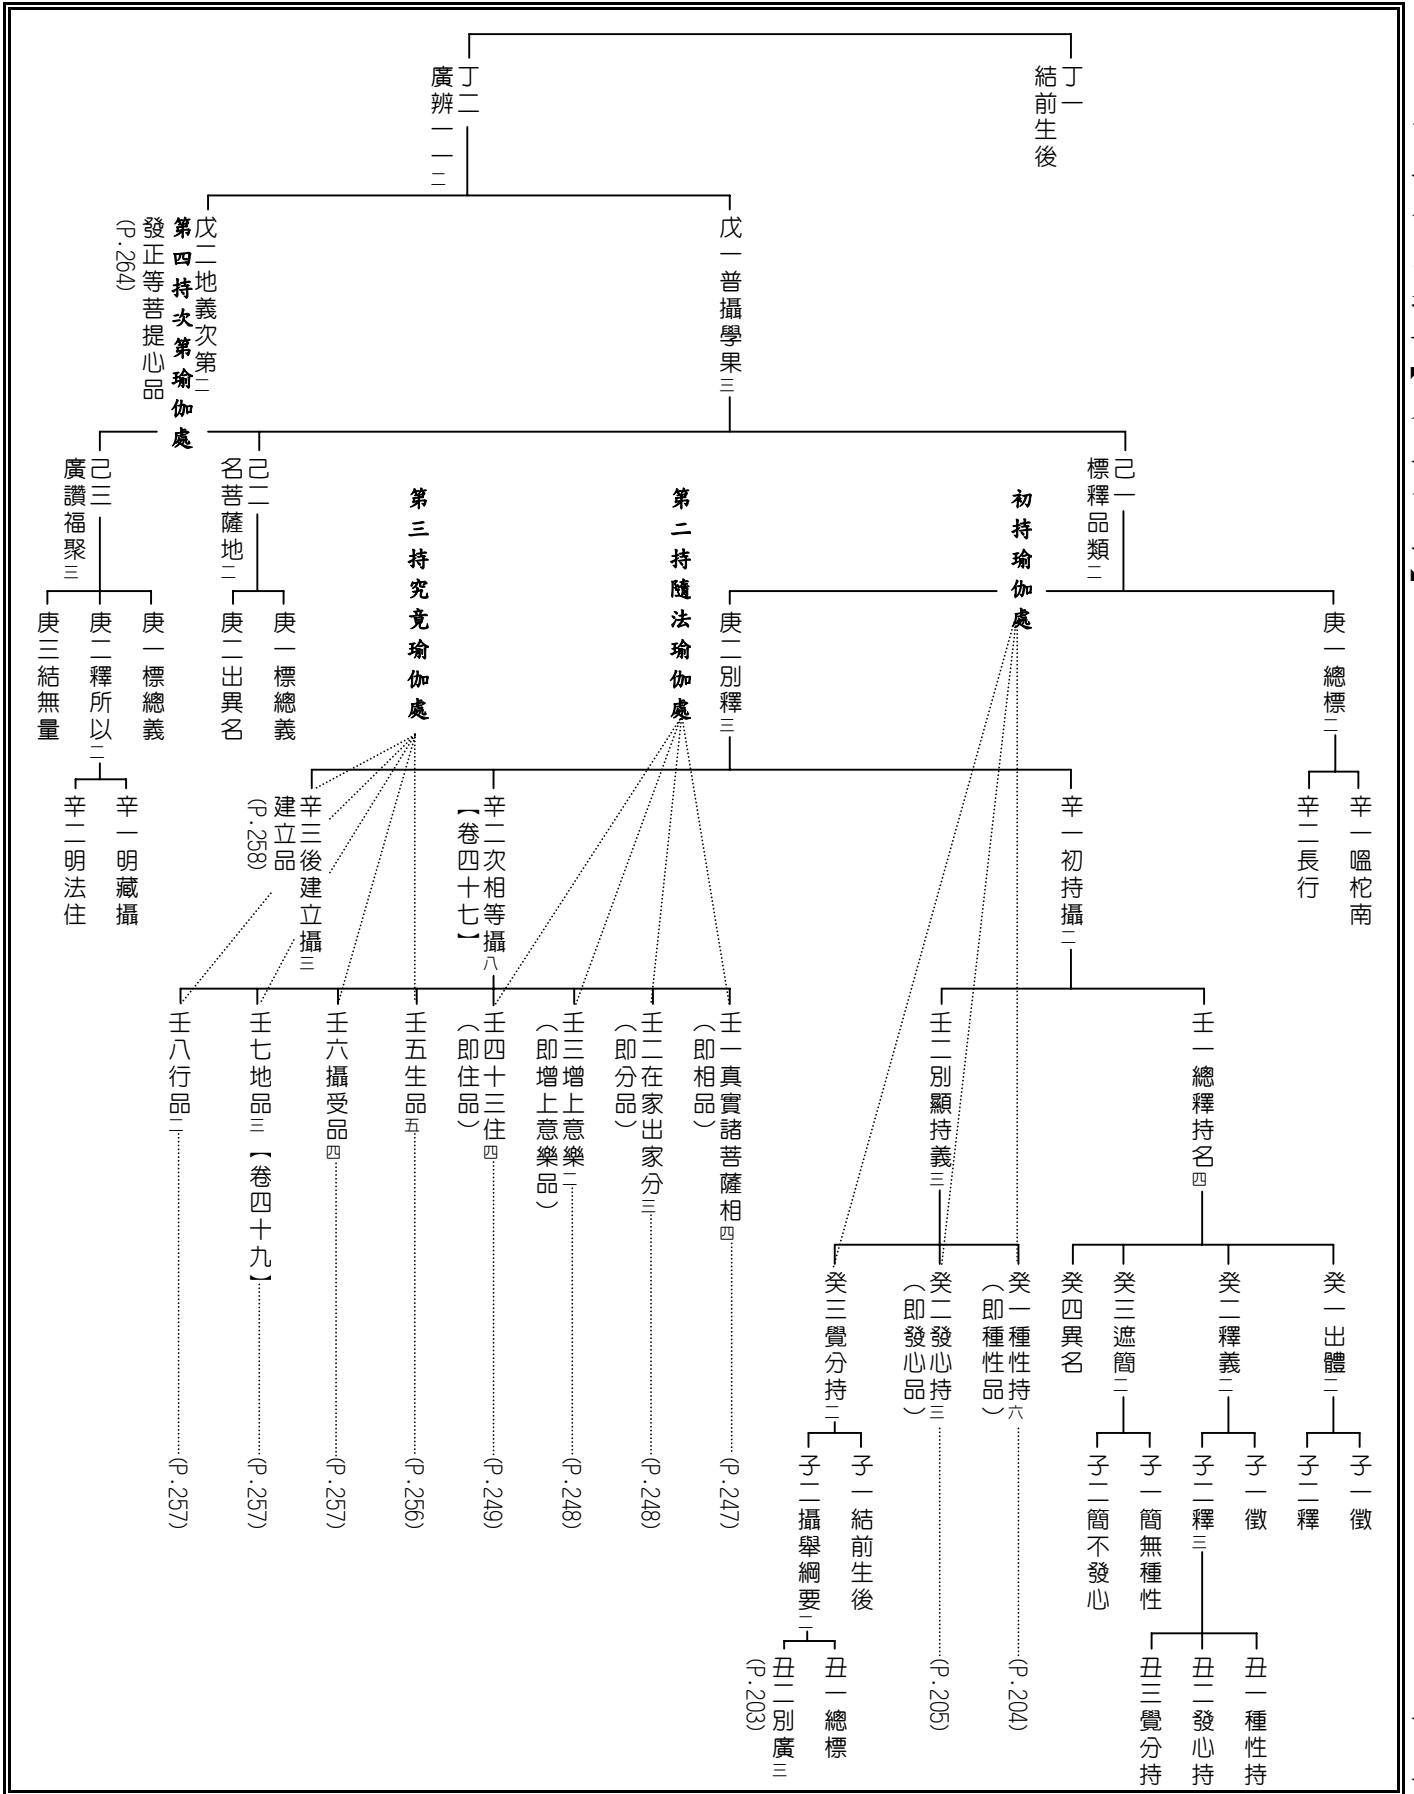 丁一
結前生後
丁二
廣辨一一二
戊一普攝學果三
戊二地義次第二
第四持次第瑜伽處
發正等菩提心品
(P.264)
己一
標釋品類二
己二
名菩薩地二
己三
廣讚福聚三
初持瑜伽處
第二持隨法瑜伽處
第三持究竟瑜伽處
庚一總標二
庚二別釋三
庚一標總義
庚二出異名
庚一標總義
庚二釋所以二
庚三結無量
辛一嗢柁南
辛二長行
辛一初持攝二
辛二次相等攝八
【卷四十七】
辛三後建立攝三
建立品
(P.258)
辛一明藏攝
辛二明法住
壬一總釋持名四
壬二別顯持義三
壬一真實諸菩薩相四
(即相品)
(P.247)
壬二在家出家分三
(即分品)
(P.248)
壬三增上意樂二
(即增上意樂品)
(P.248)
壬四十三住四
(即住品)
(P.249)
壬五生品五
(P.256)
壬六攝受品四
(P.257)
壬七地品三【卷四十九】
(P.257)
壬八行品二
(P.257)
癸一出體二
癸二釋義二
癸三遮簡二
癸四異名
癸一種性持六
(即種性品)
(P.204)
癸二發心持三
(即發心品)
(P.205)
癸三覺分持二
子一徵
子二釋
子一徵
子二釋三
子一簡無種性
子二簡不發心
子一結前生後
子二攝舉綱要二
丑一種性持
丑二發心持
丑三覺分持
丑一總標
丑二別廣三
(P.203)